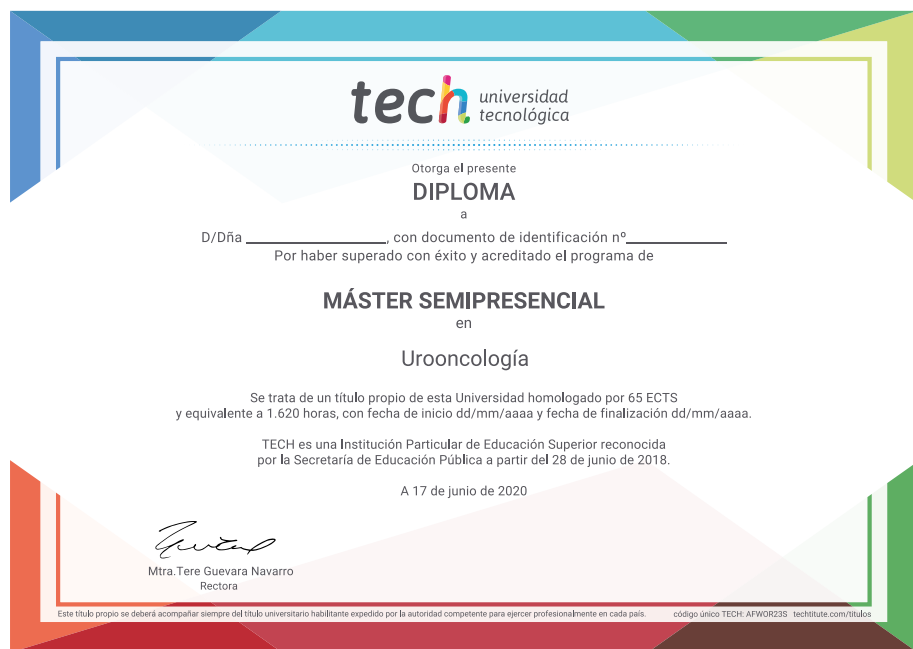 tech universidad
tecnológica
Otorga el presente
DIPLOMA
a
D/Dña ________________, con documento de identificación nº____________
Por haber superado con éxito y acreditado el programa de
MÁSTER SEMIPRESENCIAL
en
Urooncología
Se trata de un título propio de esta Universidad homologado por 65 ECTS
y equivalente a 1.620 horas, con fecha de inicio dd/mm/aaaa y fecha de finalización dd/mm/aaaa.
TECH es una Institución Particular de Educación Superior reconocida
por la Secretaría de Educación Pública a partir del 28 de junio de 2018.
A 17 de junio de 2020
Mtra.Tere Guevara Navarro
Rectora
Este título propio se deberá acompañar siempre del título universitario habilitante expedido por la autoridad competente para ejercer profesionalmente en cada país. código único TECH: AFWOR23S techtitute.com/titulos